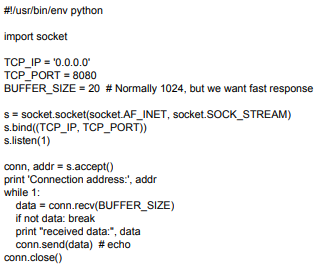 #!/usr/bin/env python
import socket
TCP_IP = '0.0.0.0'
TCP_PORT = 8080
BUFFER_SIZE = 20  # Normally 1024, but we want fast response
s = socket.socket(socket.AF_INET, socket.SOCK_STREAM)
s.bind((TCP_IP, TCP_PORT))
s.listen(1)
conn, addr = s.accept()
print 'Connection address:', addr
while 1:
    data = conn.recv(BUFFER_SIZE)
    if not data: break
    print "received data:", data
    conn.send(data)  # echo
conn.close()